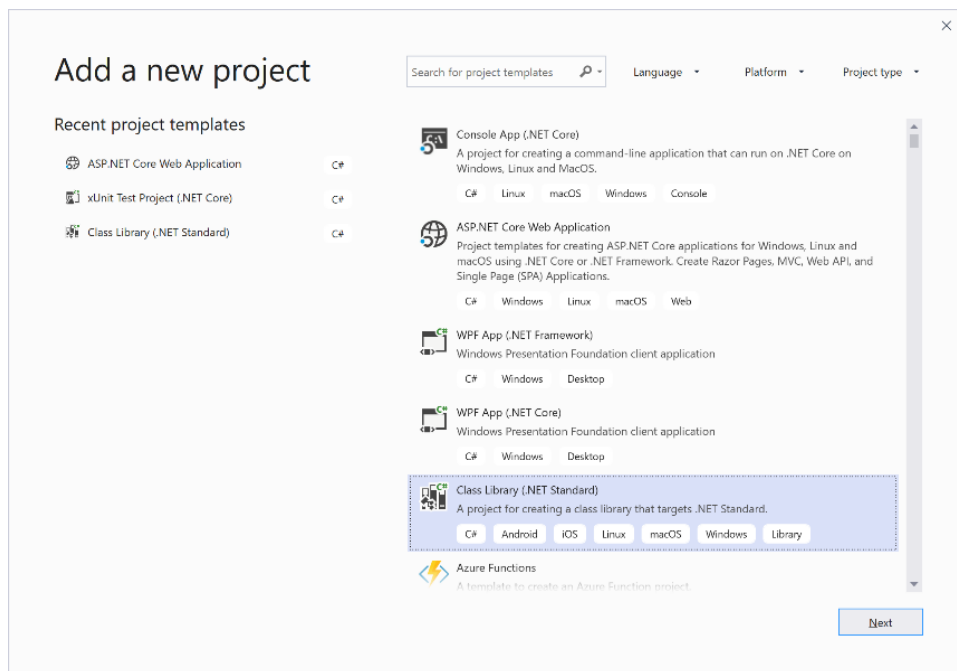 Add a new project
Search for project templates
Language
Platform
Project type
Recent project templates
ASP.NET Core Web Application C#
xUnit Test Project (.NET Core) C#
Class Library (.NET Standard) C#
Console App (.NET Core)
A project for creating a command-line application that can run on .NET Core on
Windows, Linux and MacOS.
C# Linux macOS Windows Console
ASP.NET Core Web Application
Project templates for creating ASP.NET Core applications for Windows, Linux and
macOS using .NET Core or .NET Framework. Create Razor Pages, MVC, Web API, and
Single Page (SPA) Applications.
C# Windows Linux macOS Web
WPF App (.NET Framework)
Windows Presentation Foundation client application
C# Windows Desktop
WPF App (.NET Core)
Windows Presentation Foundation client application
C# Windows Desktop
Class Library (.NET Standard)
A project for creating a class library that targets .NET Standard.
C# Android iOS Linux macOS Windows Library
Azure Functions
A template to create an Azure Function project.
Next